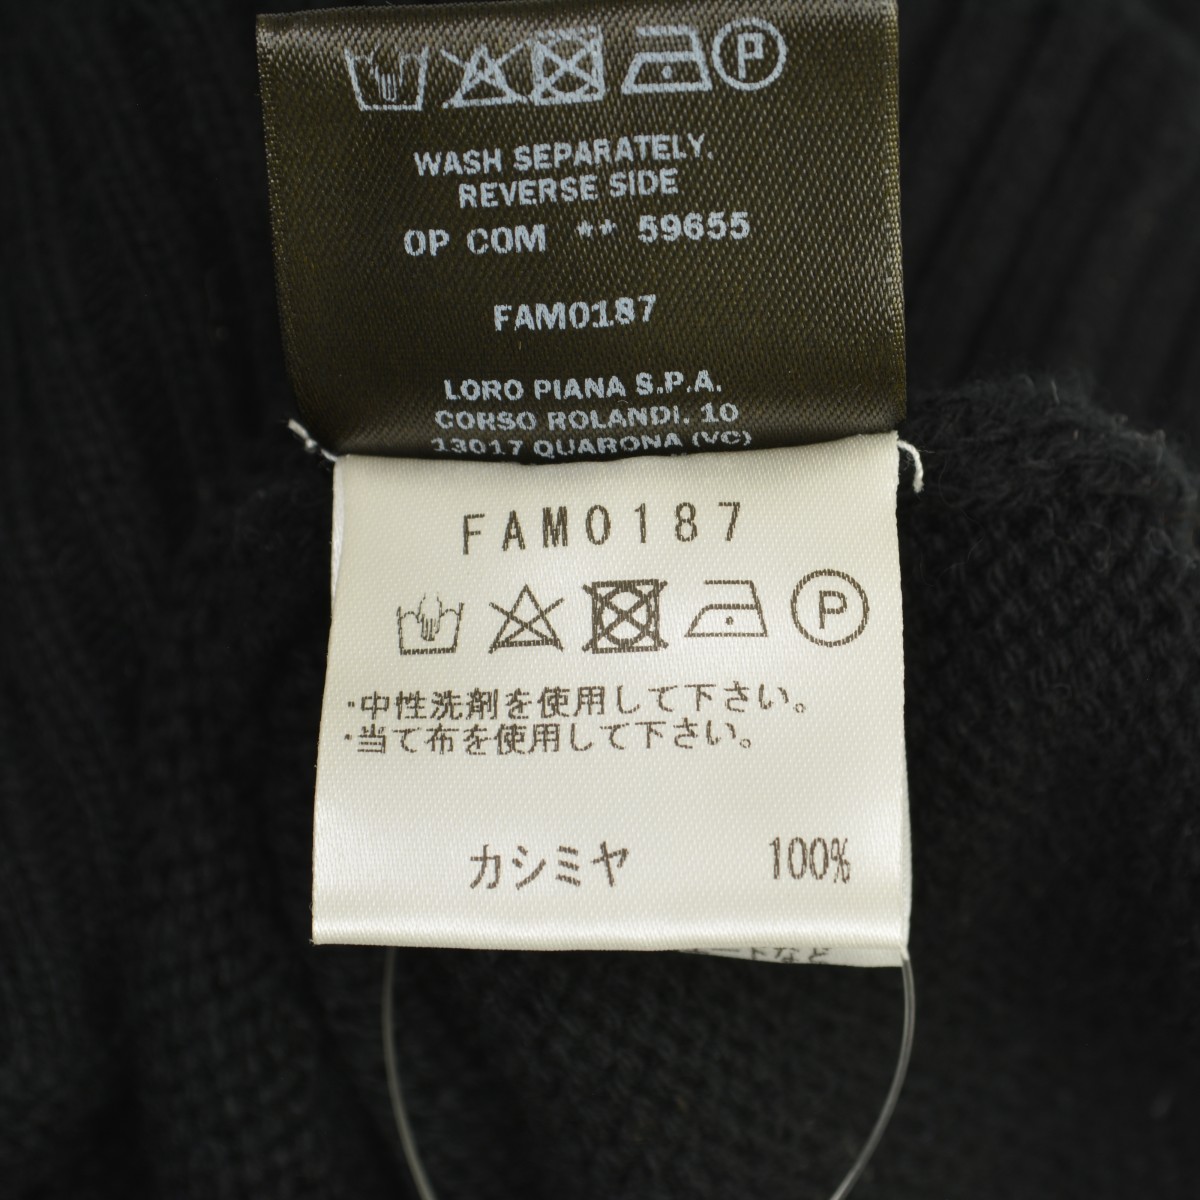 P
WASH SEPARATELY.
REVERSE SIDE
OP COM ** 59655
FAM0187
LORO PIANA S.P.A.
CORSO ROLANDI. 10
13017 QUARONA (VC)
FAM0187
P
・中性洗剤を使用して下さい。
・当て布を使用して下さい。
カシミヤ 100%
など